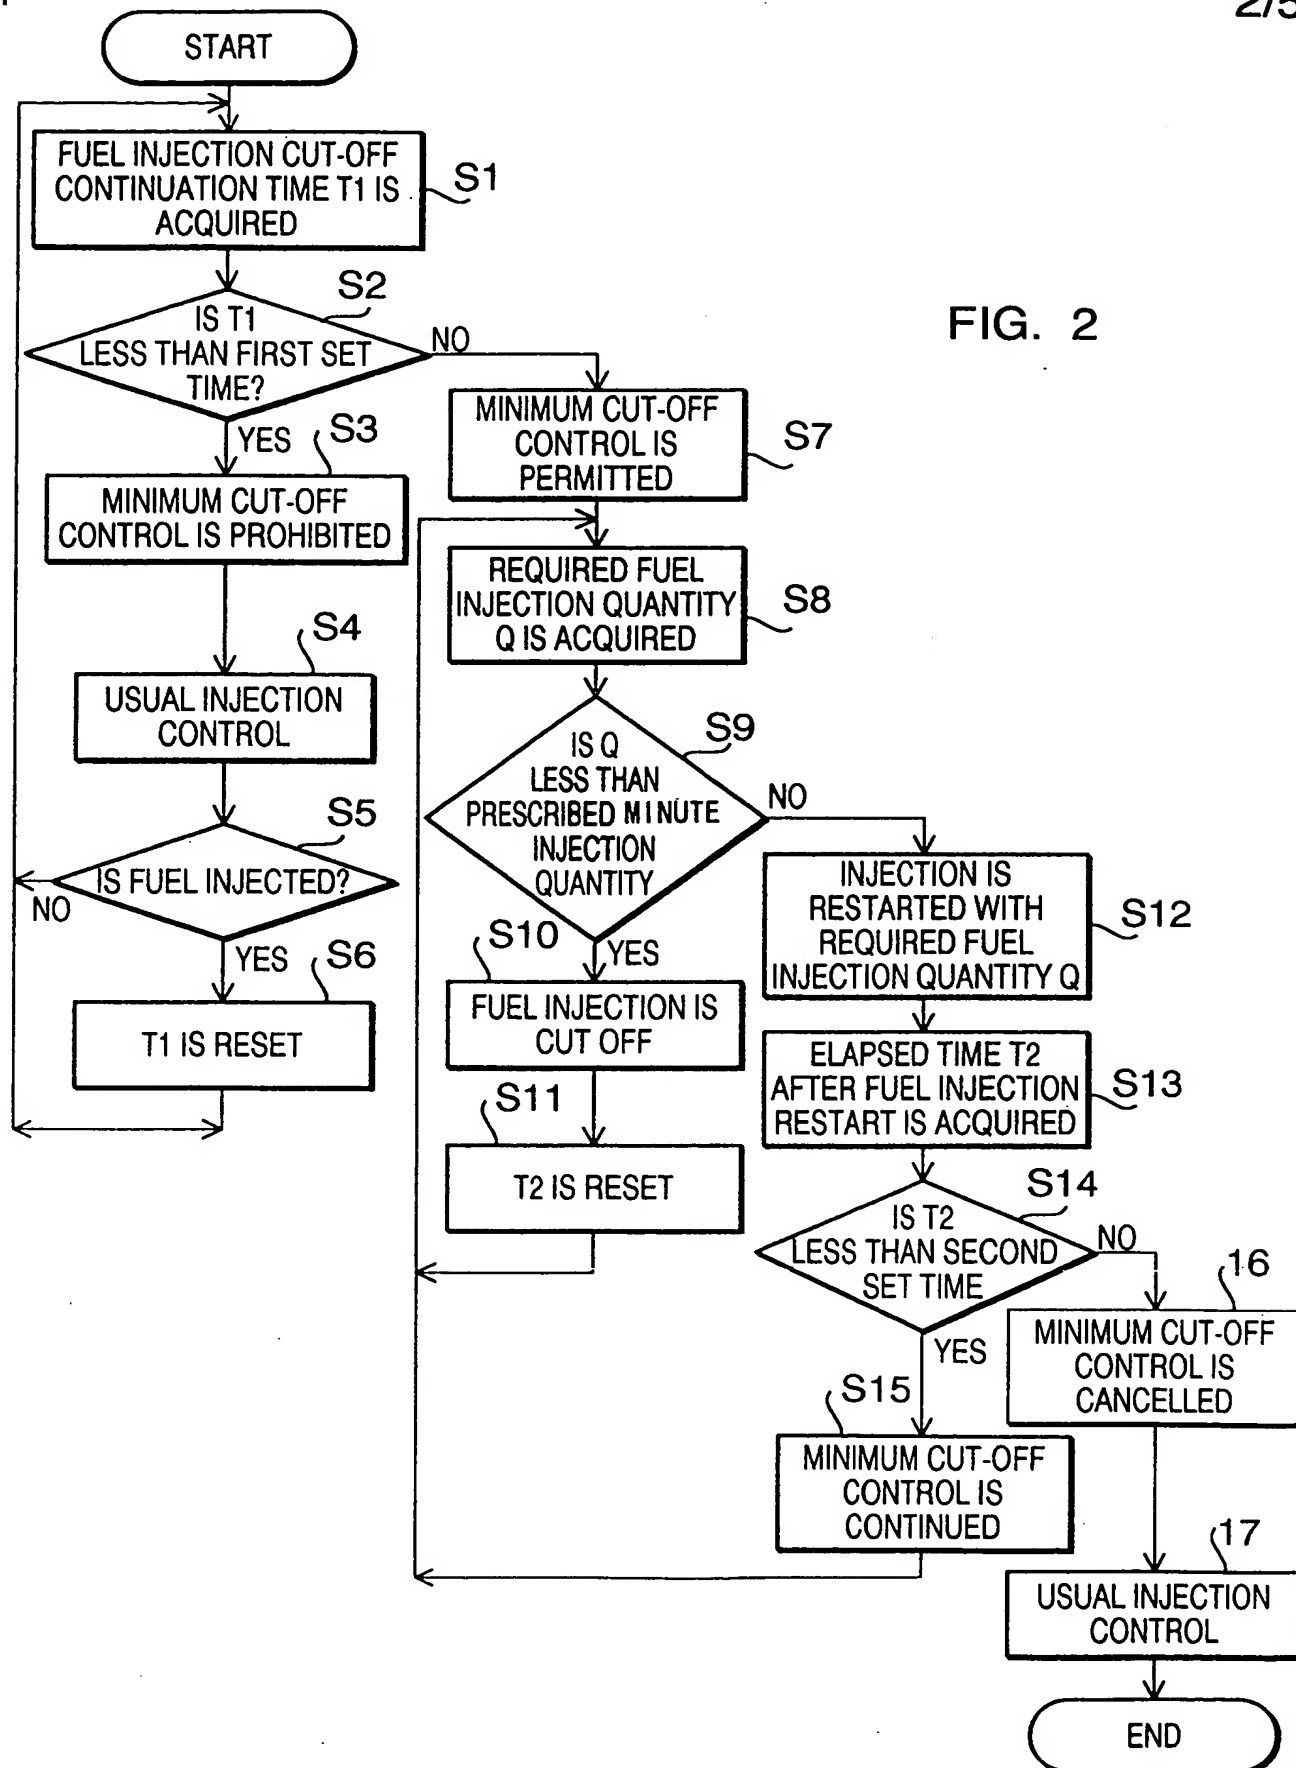 2/5
START
FUEL INJECTION CUT-OFF
CONTINUATION TIME T1 IS
ACQUIRED
S1
S2
IS T1
LESS THAN FIRST SET
TIME?
NO
YES
FIG. 2
S3
MINIMUM CUT-OFF
CONTROL IS PROHIBITED
S4
USUAL INJECTION
CONTROL
S5
IS FUEL INJECTED?
NO
YES
S6
T1 IS RESET
MINIMUM CUT-OFF
CONTROL IS
PERMITTED
S7
REQUIRED FUEL
INJECTION QUANTITY
Q IS ACQUIRED
S8
S9
IS Q
LESS THAN
PRESCRIBED MINUTE
INJECTION
QUANTITY
NO
YES
S10
FUEL INJECTION IS
CUT OFF
S11
T2 IS RESET
INJECTION IS
RESTARTED WITH
REQUIRED FUEL
INJECTION QUANTITY Q
S12
ELAPSED TIME T2
AFTER FUEL INJECTION
RESTART IS ACQUIRED
S13
S14
IS T2
LESS THAN SECOND
SET TIME
NO
YES
S15
MINIMUM CUT-OFF
CONTROL IS
CONTINUED
16
MINIMUM CUT-OFF
CONTROL IS
CANCELLED
17
USUAL INJECTION
CONTROL
END